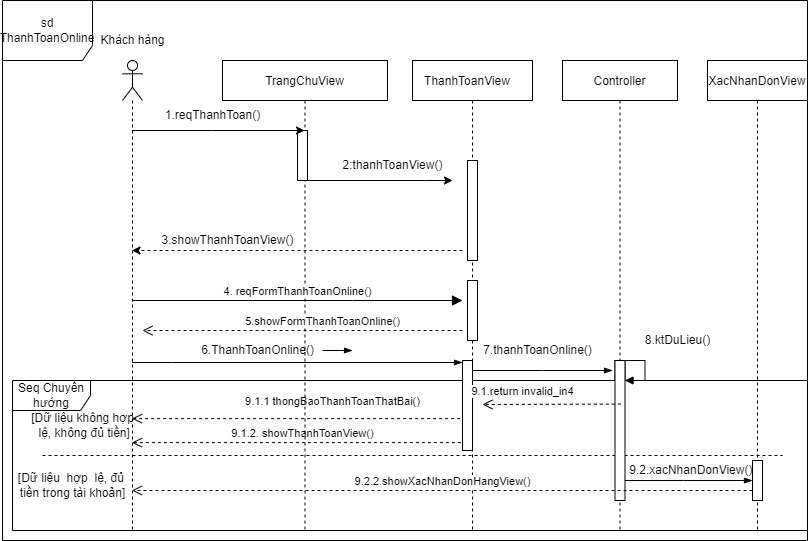 sd
ThanhToanOnline
Khách hàng
TrangChuView
ThanhToanView
Controller
XacNhanDonView
1.reqThanhToan()
2:thanhToanView()
3.showThanhToanView()
4. reqFormThanhToanOnline()
5.showFormThanhToanOnline()
6.ThanhToanOnline()
7.thanhToanOnline()
8.ktDuLieu()
Seq Chuyển
hướng
9.1.return invalid_in4
9.1.1 thongBaoThanhToanThatBai()
[Dữ liệu không hợp
lệ, không đủ tiền]
9.1.2. showThanhToanView()
9.2.xacNhanDonView()
[Dữ liệu  hợp  lệ, đủ
tiền trong tài khoản]
9.2.2.showXacNhanDonHangView()